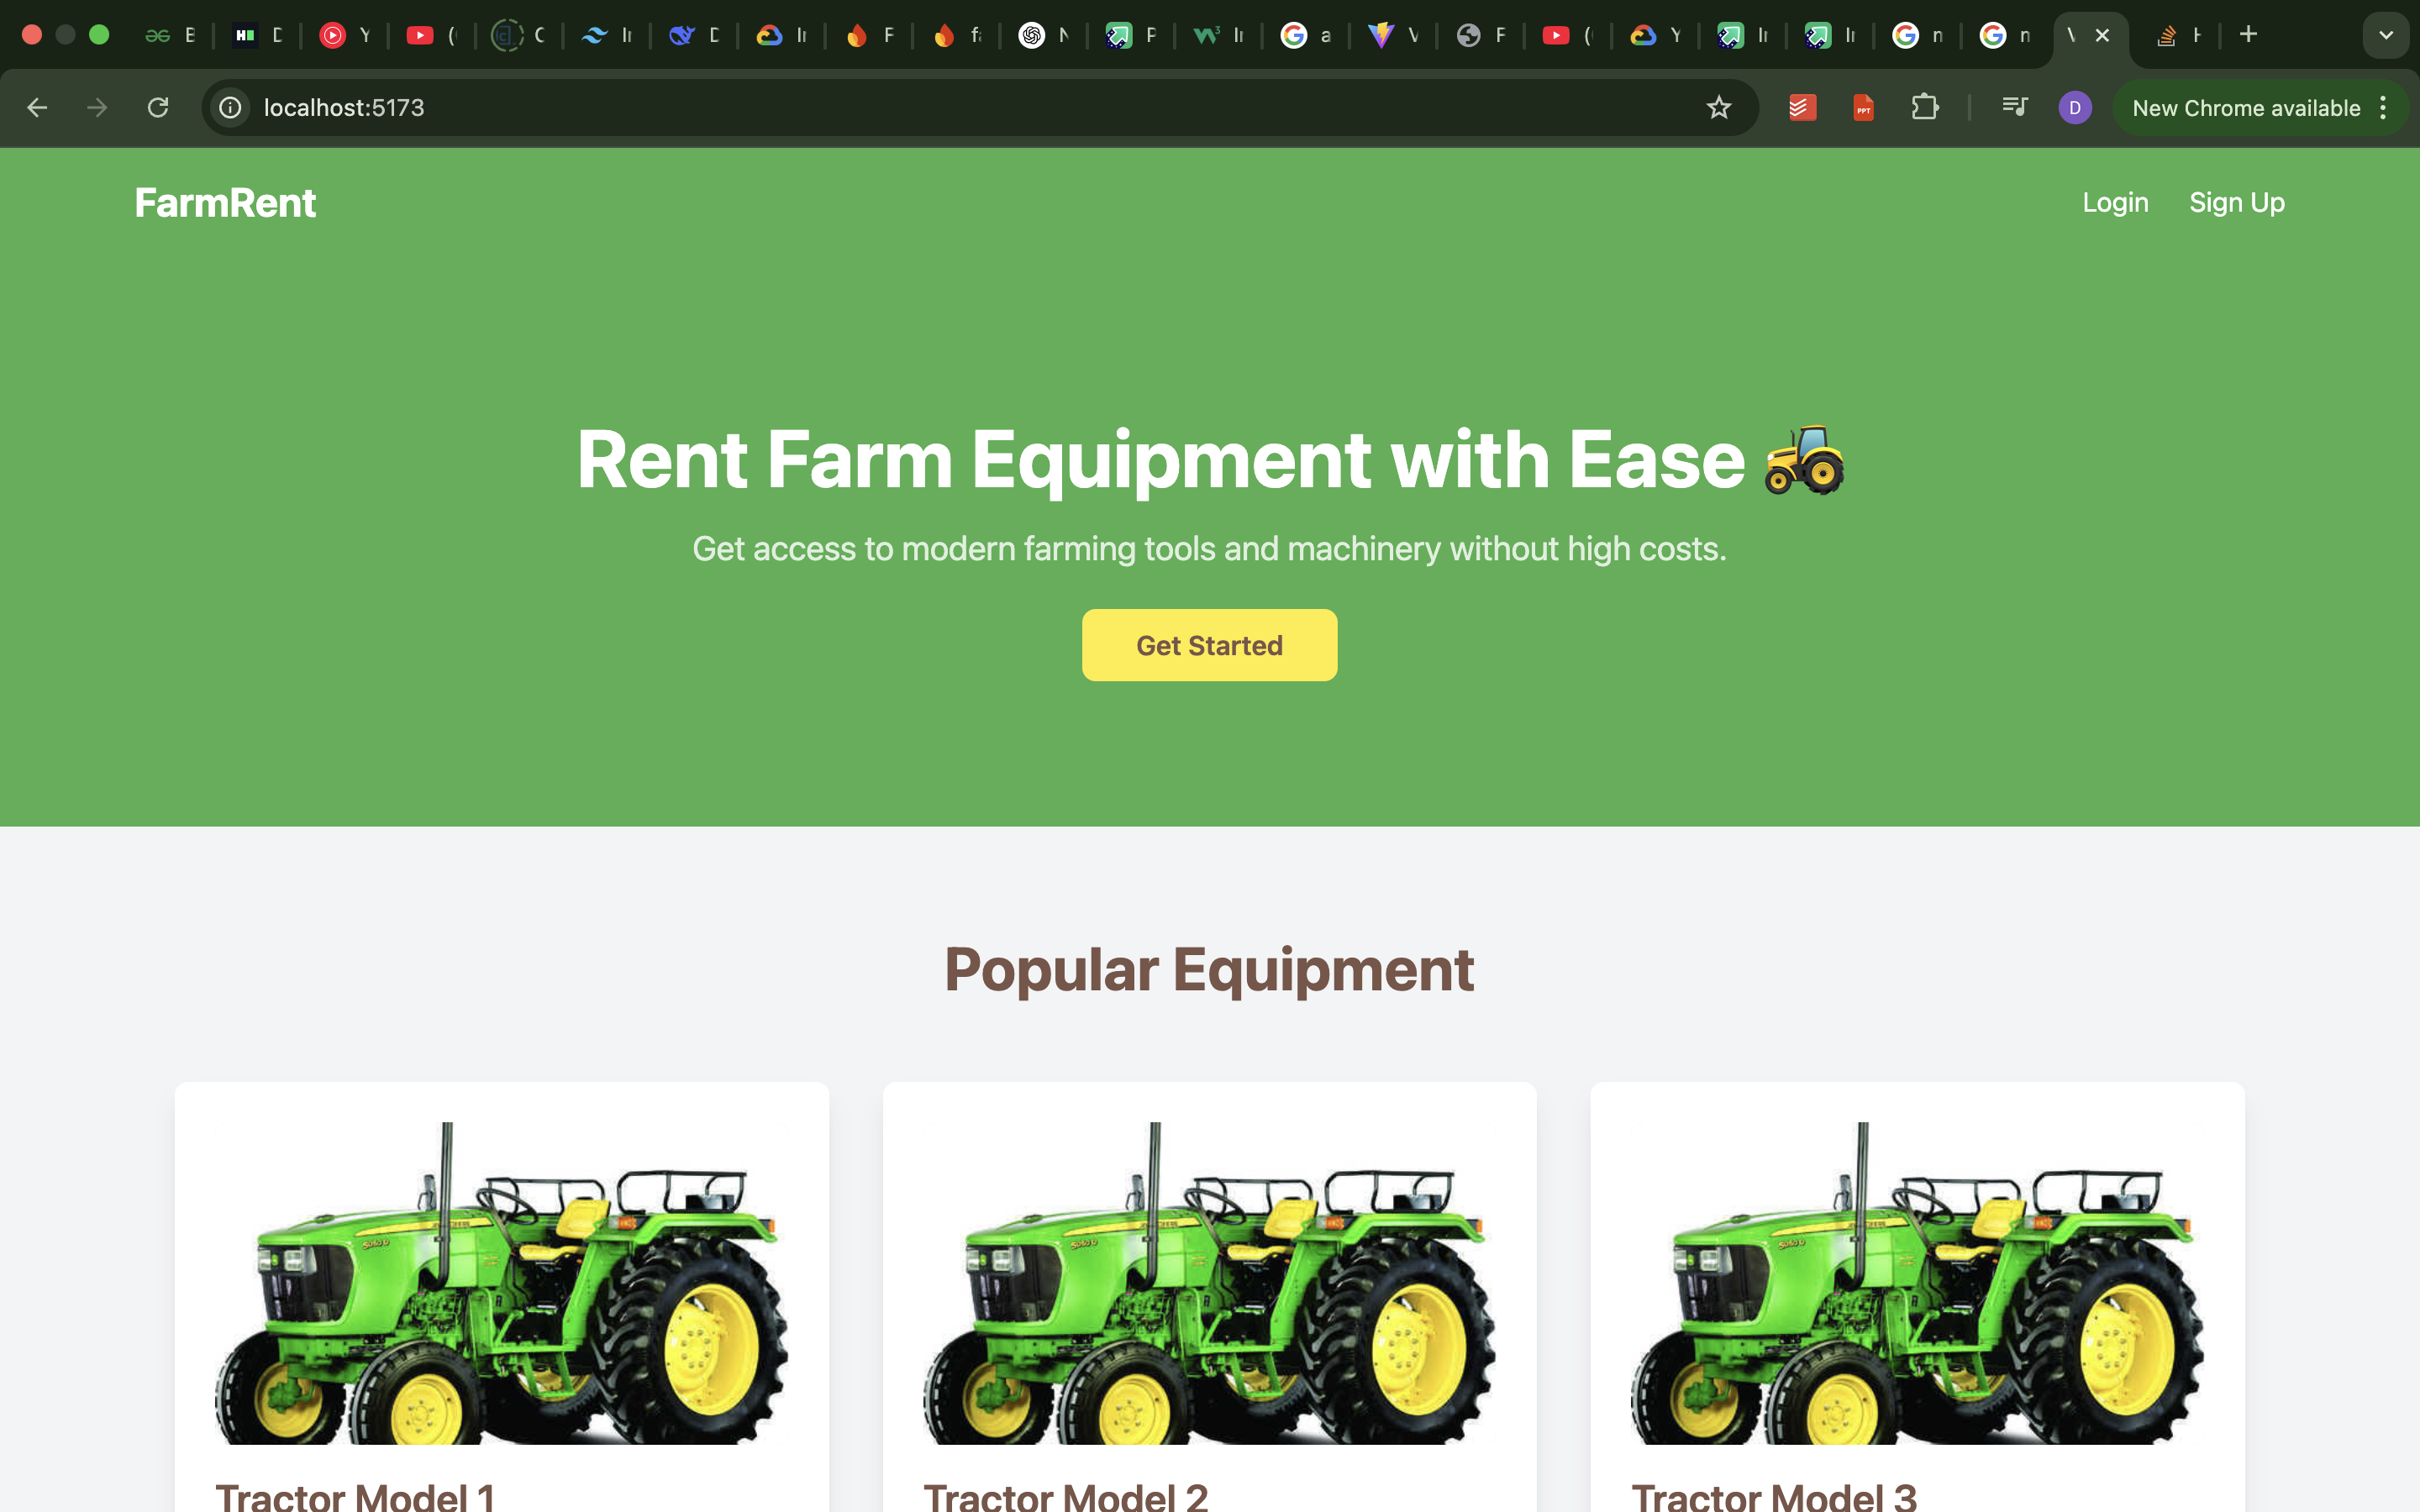 localhost:5173
New Chrome available
FarmRent
Login
Sign Up
Rent Farm Equipment with Ease
Get access to modern farming tools and machinery without high costs.
Get Started
Popular Equipment
Tractor Model 1
Tractor Model 2
Tractor Model 3